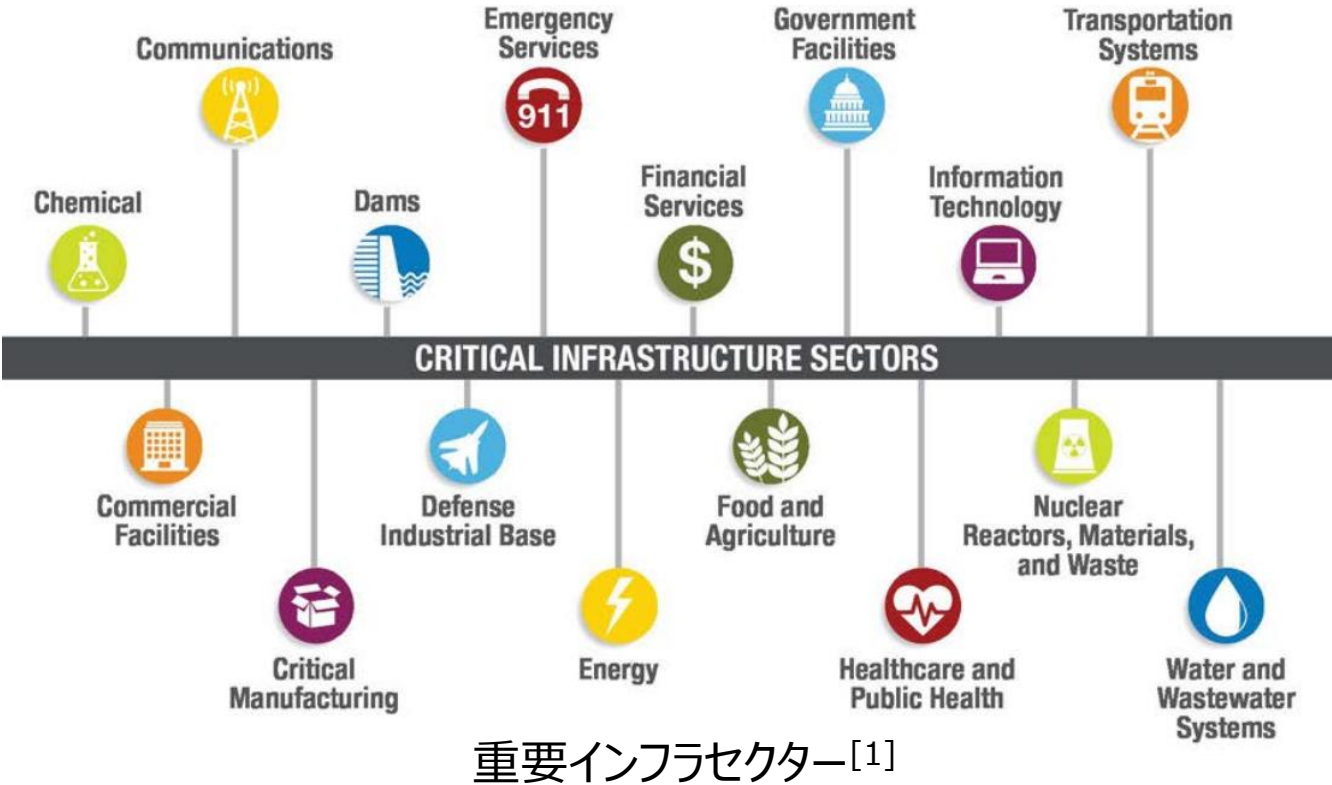 Communications
Emergency
Services
911
Government
Facilities
Transportation
Systems
Chemical
Dams
Financial
Services
$
Information
Technology
CRITICAL INFRASTRUCTURE SECTORS
Commercial
Facilities
Defense
Industrial Base
Food and
Agriculture
Nuclear
Reactors, Materials,
and Waste
Critical
Manufacturing
Energy
Healthcare and
Public Health
Water and
Wastewater
Systems
重要インフラセクター[1]